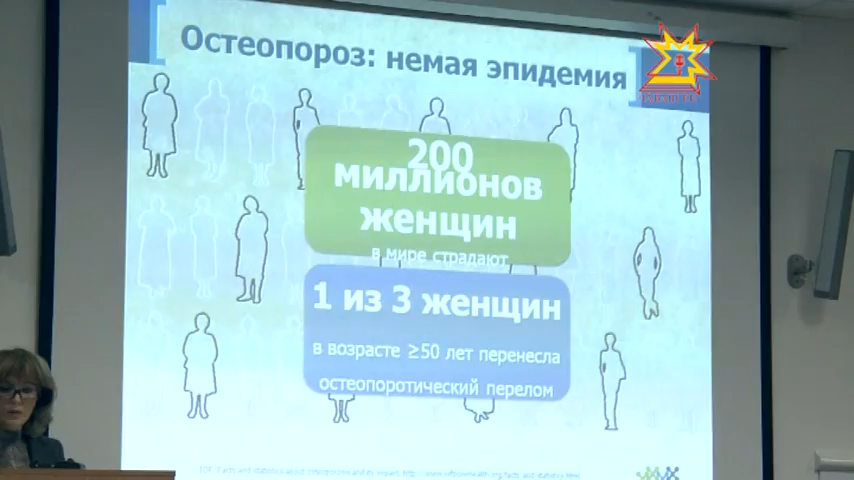 Остеопороз: немая эпидемия
200
миллионов
женщин
в мире страдают
1 из 3 женщин
в возрасте ≥50 лет перенесла
остеопоротический перелом